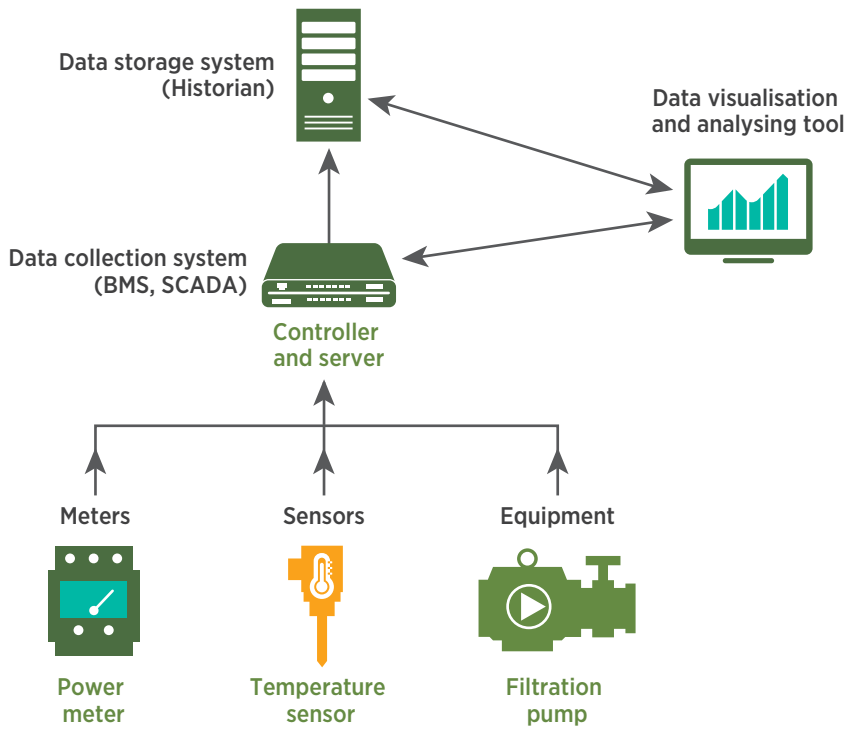 Data storage system
(Historian)
Data visualisation
and analysing tool
Data collection system
(BMS, SCADA)
Controller
and server
Meters
Sensors
Equipment
Power
meter
Temperature
sensor
Filtration
pump